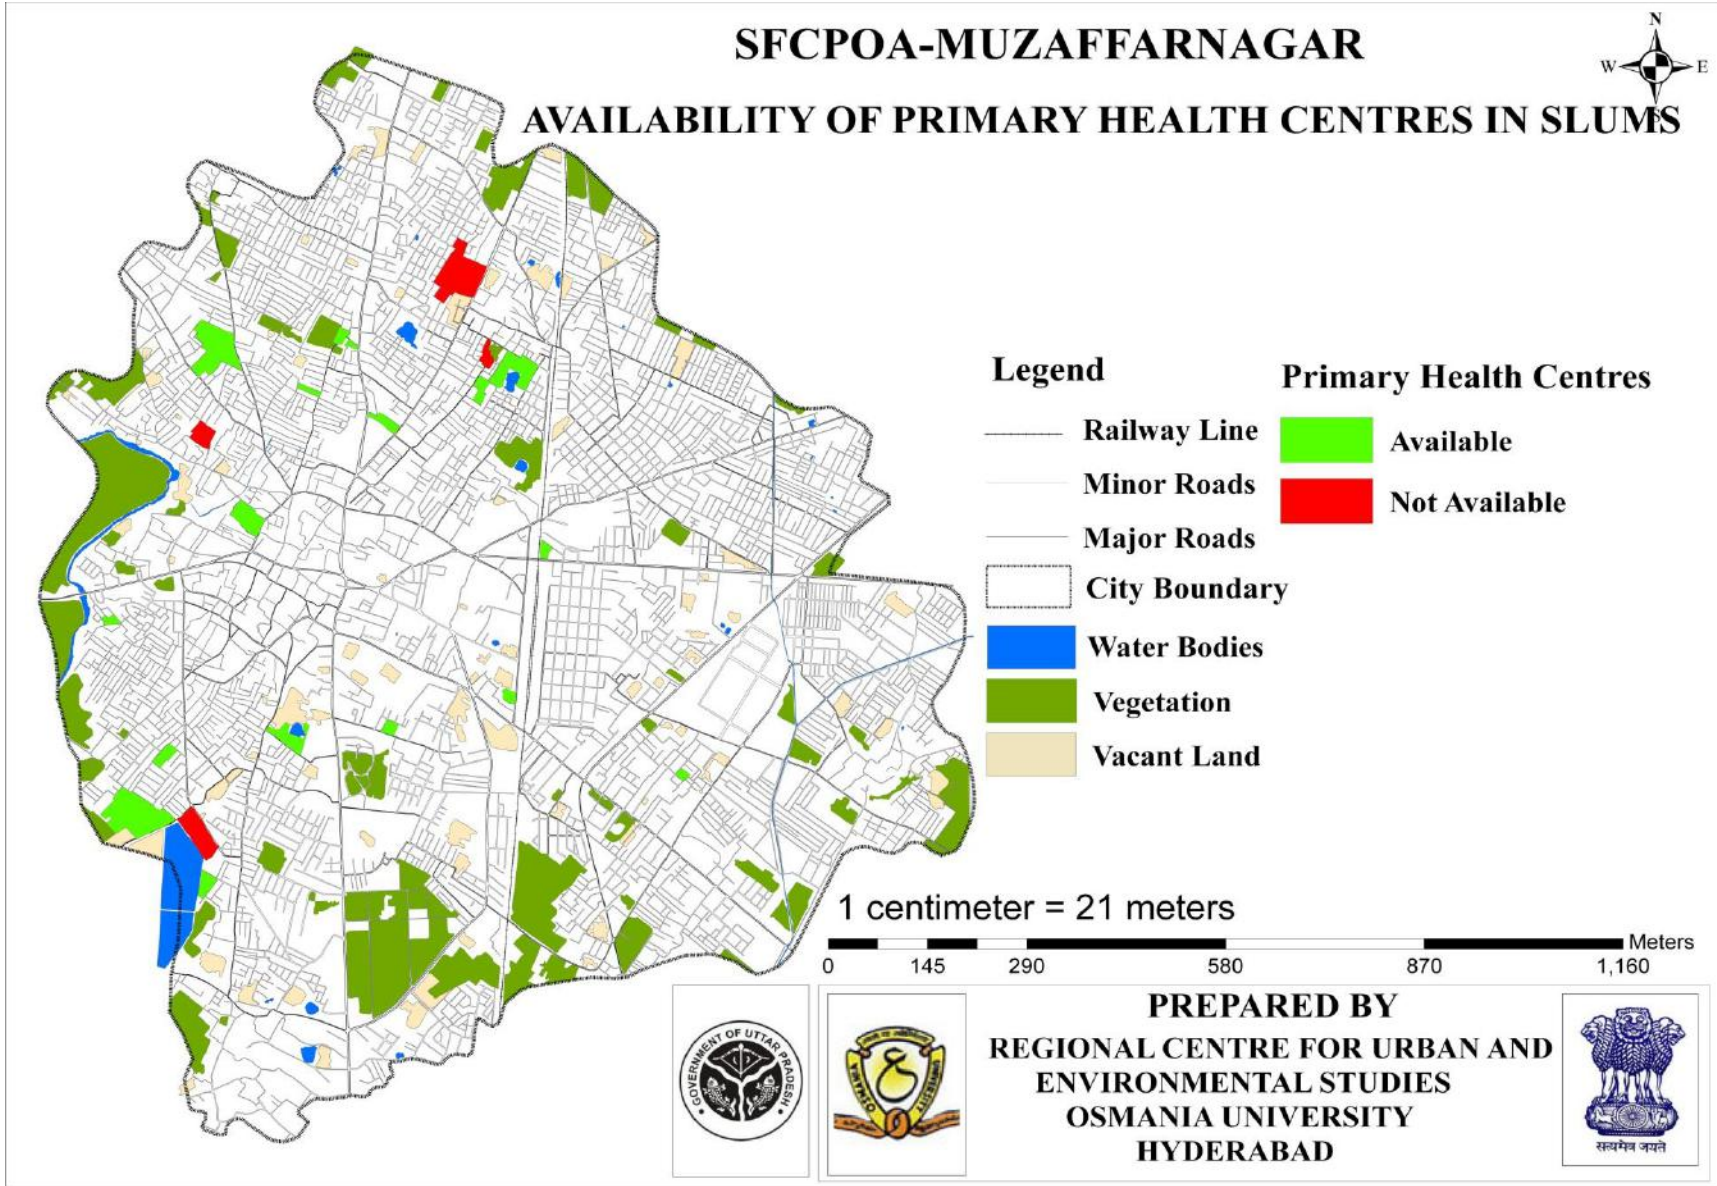 SFCPOA-MUZAFFARNAGAR
AVAILABILITY OF PRIMARY HEALTH CENTRES IN SLUMS
N
W E
S
Legend
Railway Line
Minor Roads
Major Roads
City Boundary
Water Bodies
Vegetation
Vacant Land
Primary Health Centres
Available
Not Available
1 centimeter = 21 meters
Meters
0 145 290 580 870 1,160
GOVERNMENT OF UTTAR PRADESH
OSMANIA UNIVERSITY
PREPARED BY
REGIONAL CENTRE FOR URBAN AND
ENVIRONMENTAL STUDIES
OSMANIA UNIVERSITY
HYDERABAD
सत्यमेव जयते